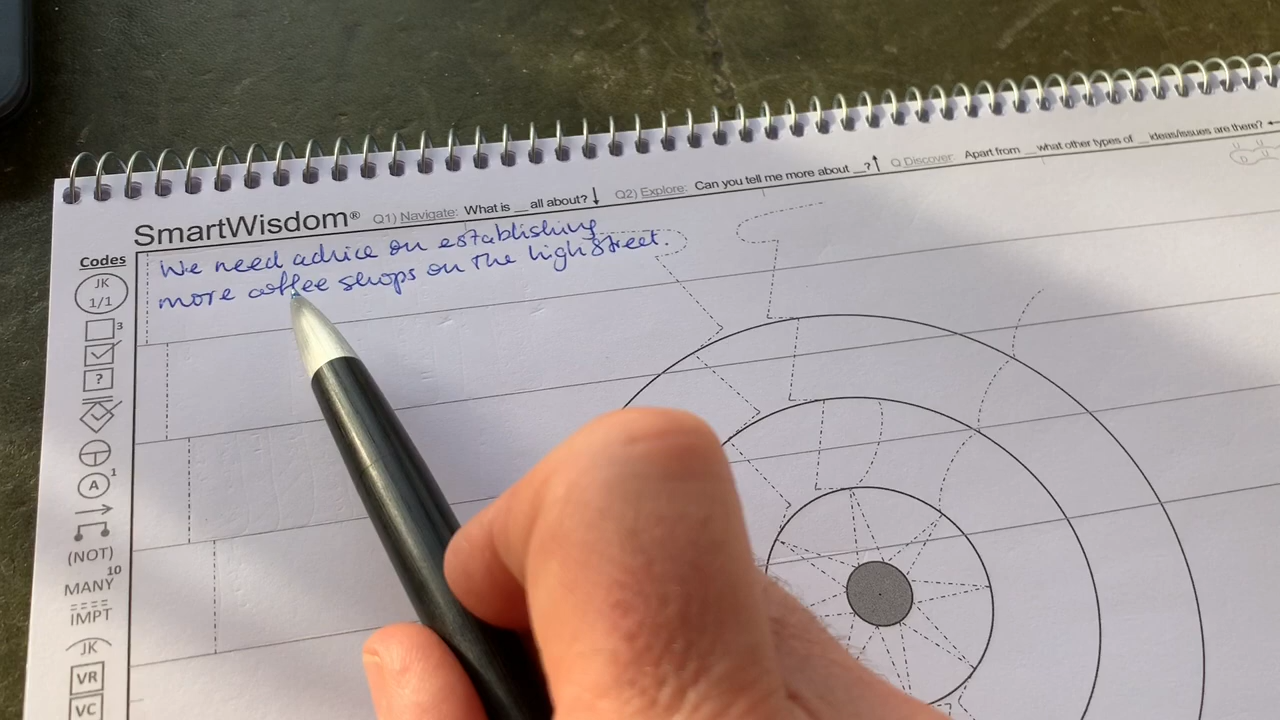 SmartWisdom® Q1) Navigate: What is __ all about?↓ Q2) Explore: Can you tell me more about __?↑ Q Discover: Apart from __ what other types of __ ideas/issues are there?
We need advice on establishing
more coffee shops on the high street.
Codes
JK
1/1
3
?
A 1
(NOT)
MANY 10
IMPT
JK
VR
VC